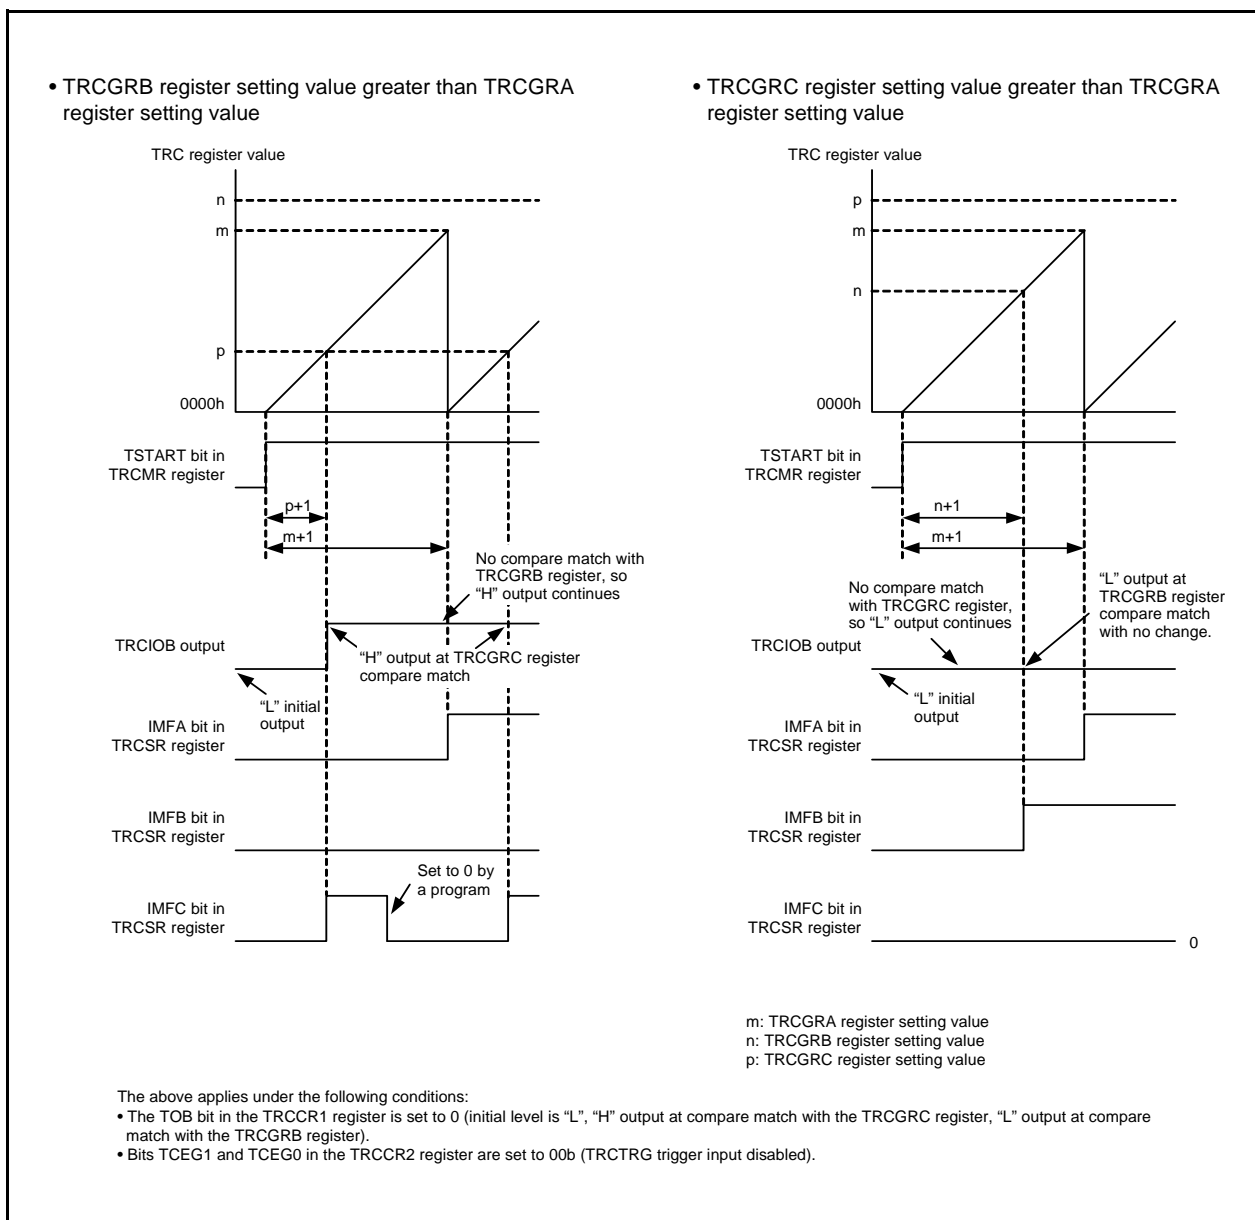 • TRCGRB register setting value greater than TRCGRA
register setting value
TRC register value
n
m
p
0000h
TSTART bit in
TRCMR register
p+1
m+1
No compare match with
TRCGRB register, so
“H” output continues
TRCIOB output
“H” output at TRCGRC register
compare match
“L” initial
output
IMFA bit in
TRCSR register
IMFB bit in
TRCSR register
Set to 0 by
a program
IMFC bit in
TRCSR register
• TRCGRC register setting value greater than TRCGRA
register setting value
TRC register value
p
m
n
0000h
TSTART bit in
TRCMR register
n+1
m+1
No compare match
with TRCGRC register,
so “L” output continues
“L” output at
TRCGRB register
compare match
with no change.
TRCIOB output
“L” initial
output
IMFA bit in
TRCSR register
IMFB bit in
TRCSR register
IMFC bit in
TRCSR register
0
m: TRCGRA register setting value
n: TRCGRB register setting value
p: TRCGRC register setting value
The above applies under the following conditions:
• The TOB bit in the TRCCR1 register is set to 0 (initial level is “L”, “H” output at compare match with the TRCGRC register, “L” output at compare
match with the TRCGRB register).
• Bits TCEG1 and TCEG0 in the TRCCR2 register are set to 00b (TRCTRG trigger input disabled).